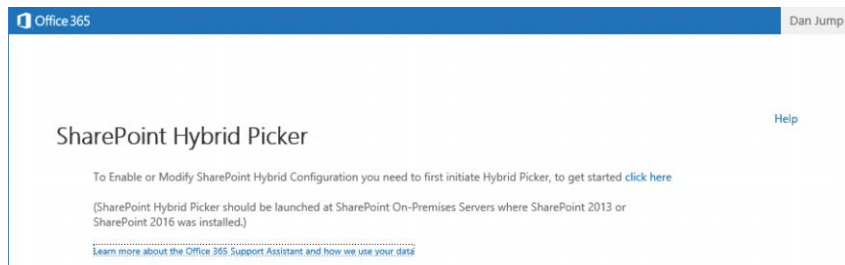 Office 365
Dan Jump
Help
SharePoint Hybrid Picker
To Enable or Modify SharePoint Hybrid Configuration you need to first initiate Hybrid Picker, to get started click here
(SharePoint Hybrid Picker should be launched at SharePoint On-Premises Servers where SharePoint 2013 or
SharePoint 2016 was installed.)
Learn more about the Office 365 Support Assistant and how we use your data